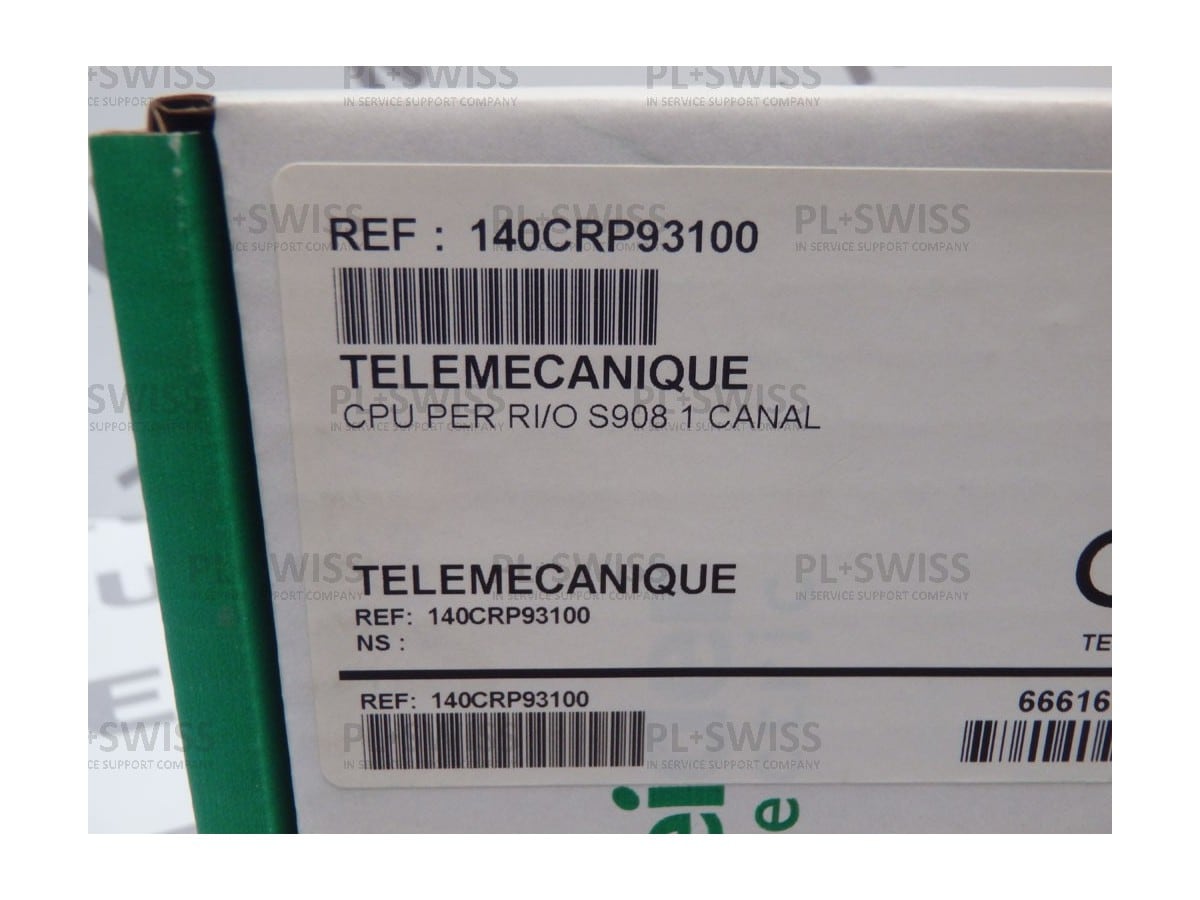 REF : 140CRP93100
TELEMECANIQUE
CPU PER RI/O S908 1 CANAL
TELEMECANIQUE
REF: 140CRP93100
NS :
TE
REF: 140CRP93100
66616
PL+SWISS
IN SERVICE SUPPORT COMPANY